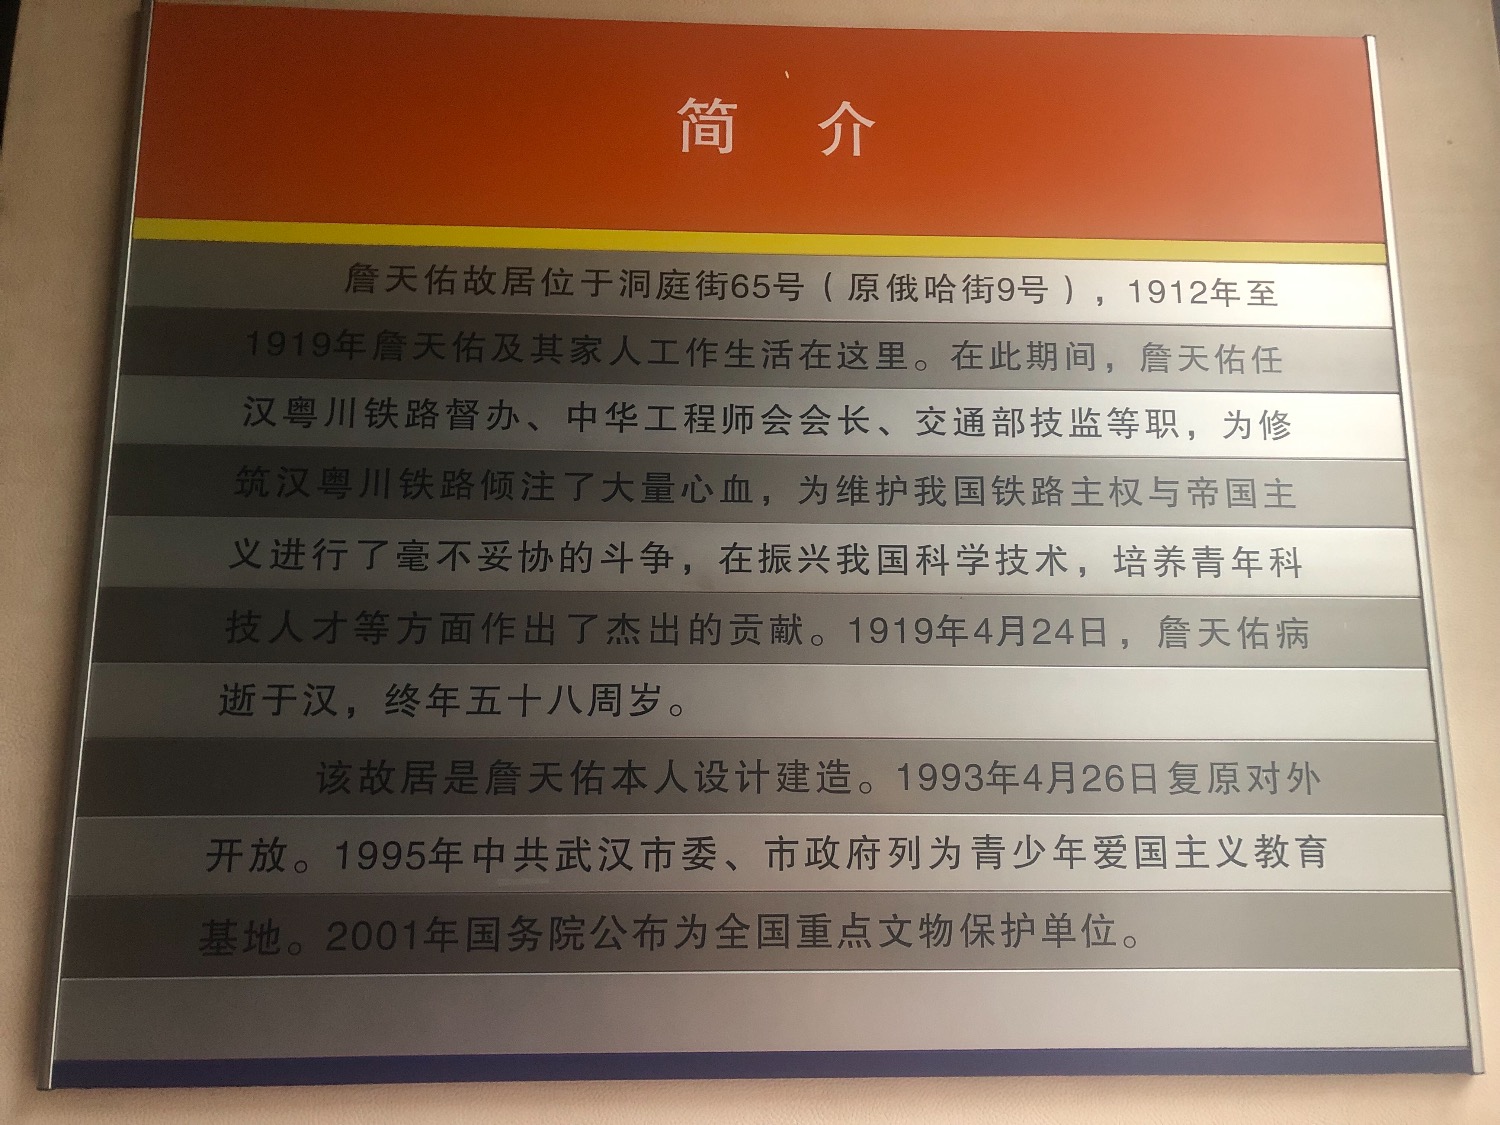 简 介
詹天佑故居位于洞庭街65号（原俄哈街9号），1912年至
1919年詹天佑及其家人工作生活在这里。在此期间，詹天佑任
汉粤川铁路督办、中华工程师会会长、交通部技监等职，为修
筑汉粤川铁路倾注了大量心血，为维护我国铁路主权与帝国主
义进行了毫不妥协的斗争，在振兴我国科学技术，培养青年科
技人才等方面作出了杰出的贡献。1919年4月24日，詹天佑病
逝于汉，终年五十八周岁。
该故居是詹天佑本人设计建造。1993年4月26日复原对外
开放。1995年中共武汉市委、市政府列为青少年爱国主义教育
基地。2001年国务院公布为全国重点文物保护单位。